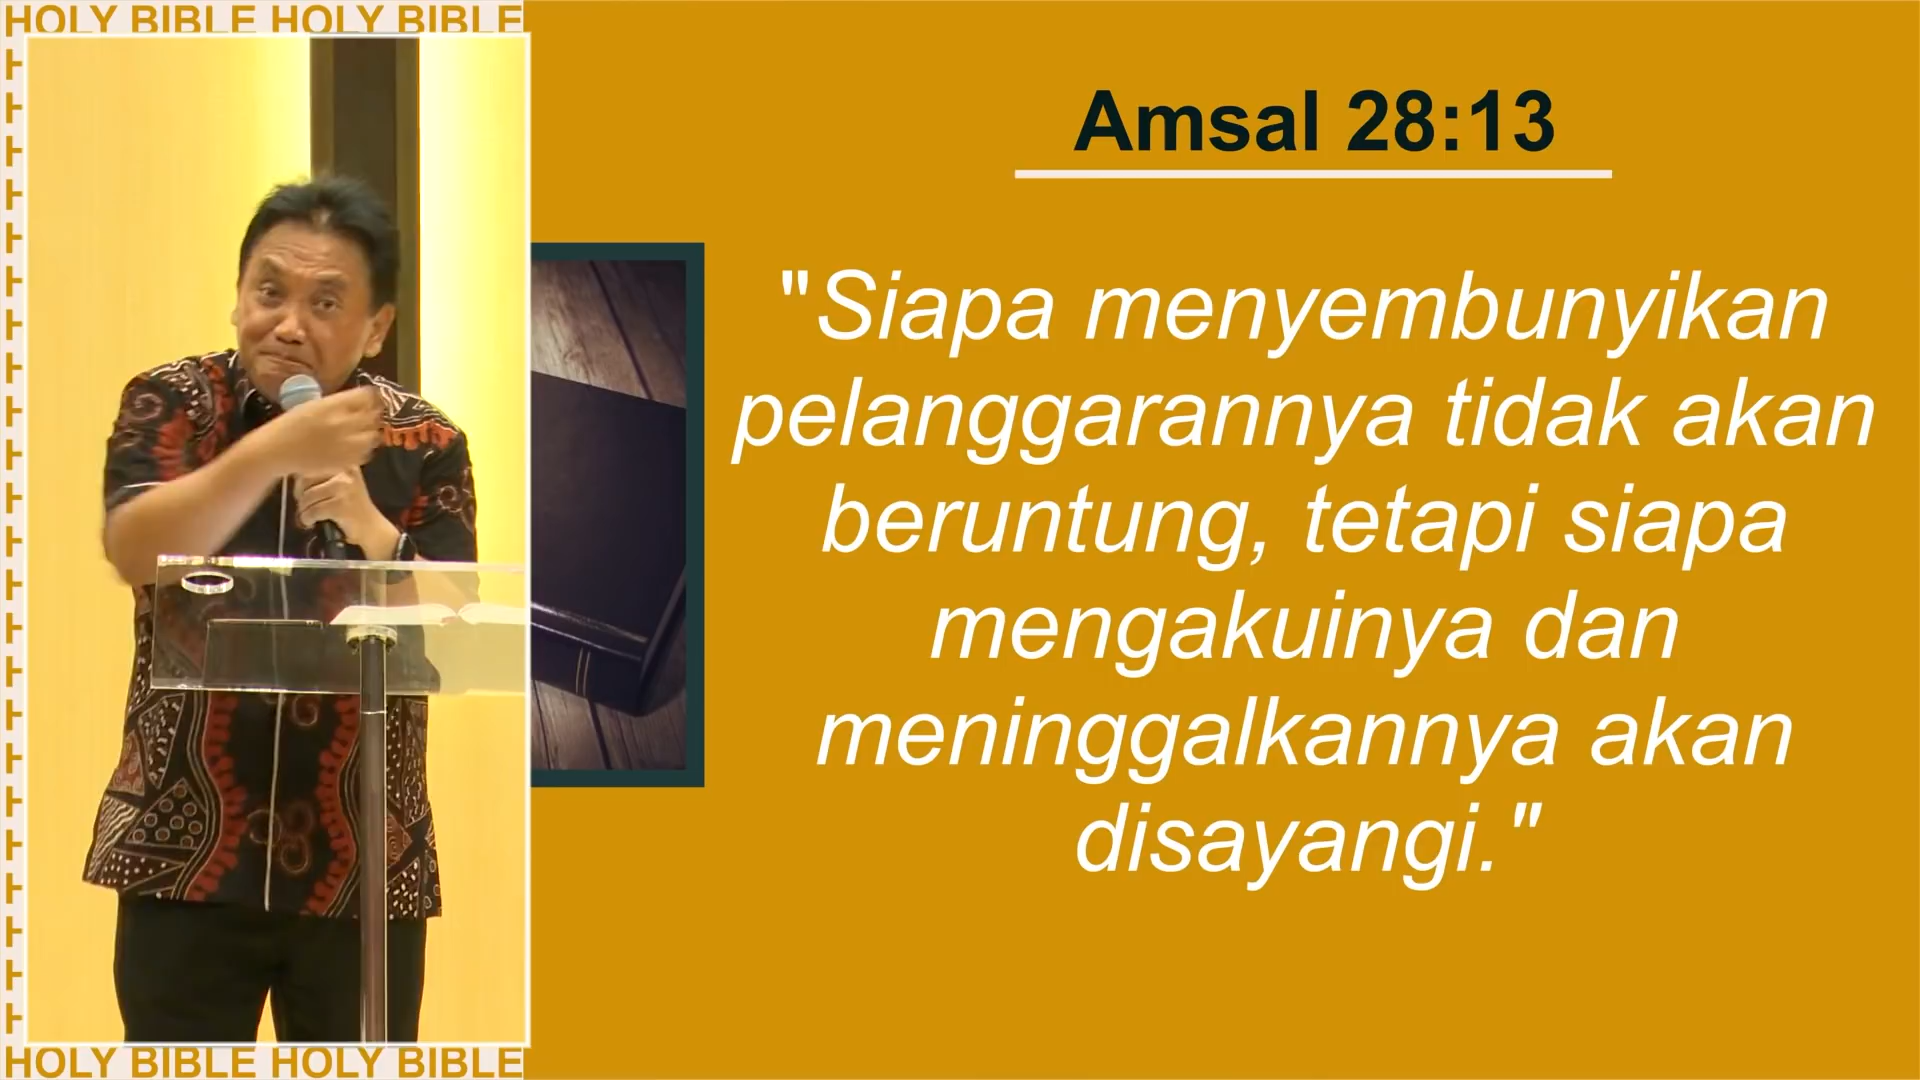 HOLY BIBLE HOLY BIBLE
Amsal 28:13
"Siapa menyembunyikan
pelanggarannya tidak akan
beruntung, tetapi siapa
mengakuinya dan
meninggalkannya akan
disayangi."
HOLY BIBLE HOLY BIBLE